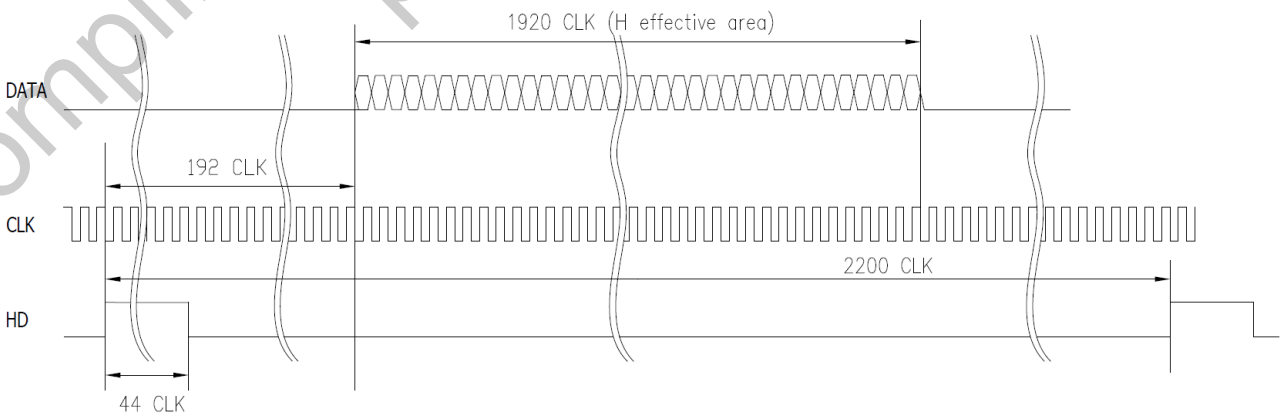 1920 CLK (H effective area)
DATA
192 CLK
CLK
2200 CLK
HD
44 CLK